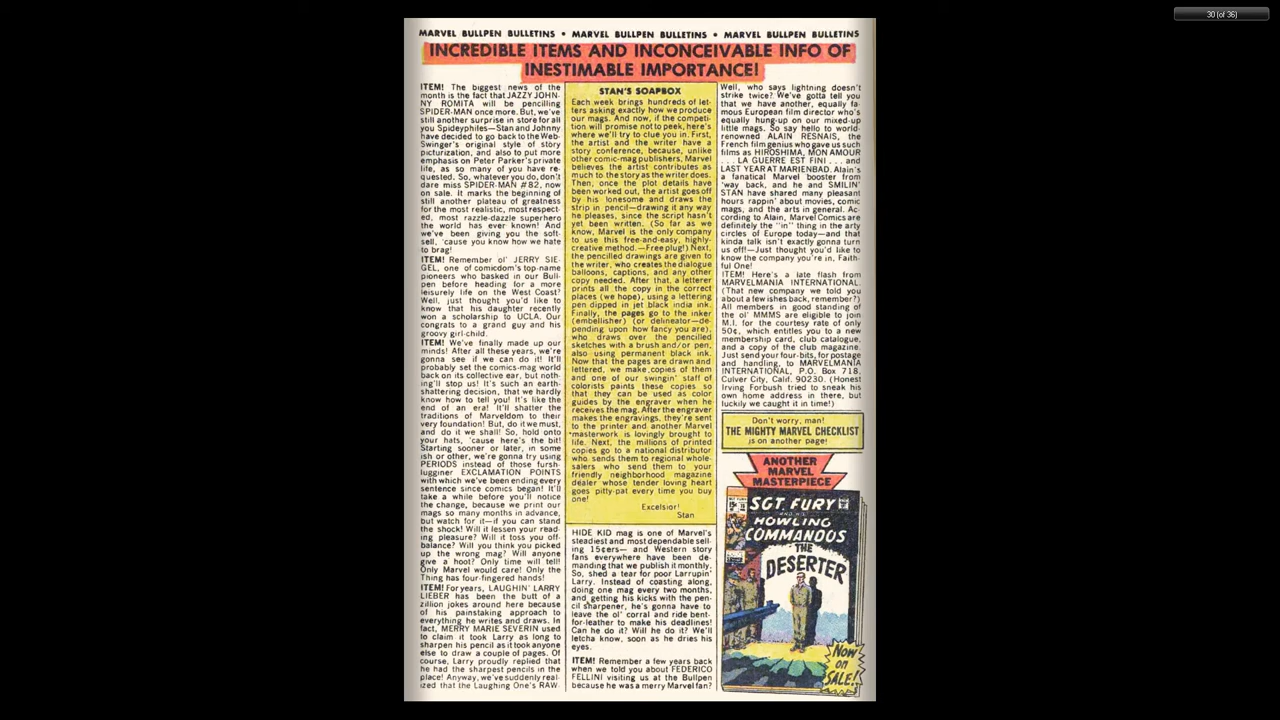 30 (of 36)
MARVEL BULLPEN BULLETINS • MARVEL BULLPEN BULLETINS • MARVEL BULLPEN BULLETINS
INCREDIBLE ITEMS AND INCONCEIVABLE INFO OF
INESTIMABLE IMPORTANCE!
ITEM! The biggest news of the
month is the fact that JAZZY JOHN-
NY ROMITA will be pencilling
SPIDER-MAN once more. But, we've
still another surprise in store for all
you Spideyphiles—Stan and Johnny
have decided to go back to the Web-
Swinger's original style of story
picturization, and also to put more
emphasis on Peter Parker's private
life, as so many of you have re-
quested. So, whatever you do, don't
dare miss SPIDER-MAN #82, now
on sale. It marks the beginning of
still another plateau of greatness
for the most realistic, most respect-
ed, most razzle-dazzle superhero
the world has ever known! And
we've been giving you the soft-
sell, 'cause you know how we hate
to brag!
ITEM! Remember ol' JERRY SIE-
GEL, one of comicdom's top-name
pioneers who basked in our Bull-
pen before heading for a more
leisurely life on the West Coast?
Well, just thought you'd like to
know that his daughter recently
won a scholarship to UCLA. Our
congrats to a grand guy and his
groovy girl-child.
ITEM! We've finally made up our
minds! After all these years, we're
gonna see if we can do it! It'll
probably set the comics-mag world
back on its collective ear, but noth-
ing'll stop us! It's such an earth-
shattering decision, that we hardly
know how to tell you! It's like the
end of an era! It'll shatter the
traditions of Marveldom to their
very foundation! But, do it we must,
and do it we shall! So, hold onto
your hats, 'cause here's the bit!
Starting sooner or later, in some
ish or other, we're gonna try using
PERIODS instead of those fursh-
lugginer EXCLAMATION POINTS
with which we've been ending every
sentence since comics began! It'll
take a while before you'll notice
the change, because we print our
mags so many months in advance,
but watch for it—if you can stand
the shock! Will it lessen your read-
ing pleasure? Will it toss you off-
balance? Will you think you picked
up the wrong mag? Will anyone
give a hoot? Only time will tell!
Only Marvel would care! Only the
Thing has four-fingered hands!
ITEM! For years, LAUGHIN' LARRY
LIEBER has been the butt of a
zillion jokes around here because
of his painstaking approach to
everything he writes and draws. In
fact, MERRY MARIE SEVERIN used
to claim it took Larry as long to
sharpen his pencil as it took anyone
else to draw a couple of pages. Of
course, Larry proudly replied that
he had the sharpest pencils in the
place! Anyway, we've suddenly real-
ized that the Laughing One's RAW-
STAN'S SOAPBOX
Each week brings hundreds of let-
ters asking exactly how we produce
our mags. And now, if the competi-
tion will promise not to peek, here's
where we'll try to clue you in. First,
the artist and the writer have a
story conference, because, unlike
other comic-mag publishers, Marvel
believes the artist contributes as
much to the story as the writer does.
Then, once the plot details have
been worked out, the artist goes off
by his lonesome and draws the
strip in pencil—drawing it any way
he pleases, since the script hasn't
yet been written. (So far as we
know, Marvel is the only company
to use this free-and-easy, highly-
creative method.—Free plug!) Next,
the pencilled drawings are given to
the writer, who creates the dialogue
balloons, captions, and any other
copy needed. After that, a letterer
prints all the copy in the correct
places (we hope), using a lettering
pen dipped in jet black india ink.
Finally, the pages go to the inker
(embellisher) (or delineator—de-
pending upon how fancy you are),
who draws over the pencilled
sketches with a brush and/or pen,
also using permanent black ink.
Now that the pages are drawn and
lettered, we make copies of them
and one of our swingin' staff of
colorists paints these copies so
that they can be used as color
guides by the engraver when he
receives the mag. After the engraver
makes the engravings, they're sent
to the printer and another Marvel
masterwork is lovingly brought to
life. Next, the millions of printed
copies go to a national distributor
who sends them to regional whole-
salers who send them to your
friendly neighborhood magazine
dealer whose tender loving heart
goes pitty-pat every time you buy
one!
Excelsior!
Stan
HIDE KID mag is one of Marvel's
steadiest and most dependable sell-
ing 15¢ers— and Western story
fans everywhere have been de-
manding that we publish it monthly.
So, shed a tear for poor Larrupin'
Larry. Instead of coasting along,
doing one mag every two months,
and getting his kicks with the pen-
cil sharpener, he's gonna have to
leave the ol' corral and ride bent-
for-leather to make his deadlines!
Can he do it? Will he do it? We'll
letcha know, soon as he dries his
eyes.
ITEM! Remember a few years back
when we told you about FEDERICO
FELLINI visiting us at the Bullpen
because he was a merry Marvel fan?
Well, who says lightning doesn't
strike twice? We've gotta tell you
that we have another, equally fa-
mous European film director who's
equally hung-up on our mixed-up
little mags. So say hello to world-
renowned ALAIN RESNAIS, the
French film genius who gave us such
films as HIROSHIMA, MON AMOUR
. . . LA GUERRE EST FINI . . . and
LAST YEAR AT MARIENBAD. Alain's
a fanatical Marvel booster from
'way back, and he and SMILIN'
STAN have shared many pleasant
hours rappin' about movies, comic
mags, and the arts in general. Ac-
cording to Alain, Marvel Comics are
definitely the "in" thing in the arty
circles of Europe today—and that
kinda talk isn't exactly gonna turn
us off!—Just thought you'd like to
know the company you're in, Faith-
ful One!
ITEM! Here's a late flash from
MARVELMANIA INTERNATIONAL.
(That new company we told you
about a few ishes back, remember?)
All members in good standing of
the ol' MMMS are eligible to join
M.I. for the courtesy rate of only
50¢, which entitles you to a new
membership card, club catalogue,
and a copy of the club magazine.
Just send your four-bits, for postage
and handling, to MARVELMANIA
INTERNATIONAL, P.O. Box 718,
Culver City, Calif. 90230. (Honest
Irving Forbush tried to sneak his
own home address in there, but
luckily we caught it in time!)
Don't worry, man!
THE MIGHTY MARVEL CHECKLIST
is on another page!
ANOTHER
MARVEL
MASTERPIECE
SGT FURY
AND HIS
HOWLING
COMMANDOS
THE
DESERTER
NOW
ON
SALE!